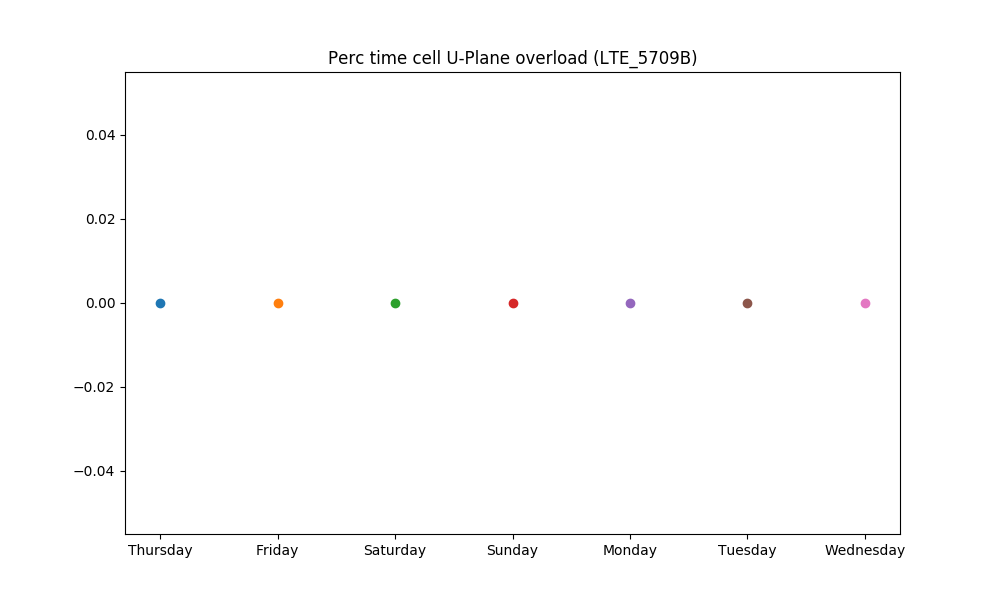 Perc time cell U-Plane overload (LTE_5709B)
0.04
0.02
0.00
−0.02
−0.04
Thursday Friday Saturday Sunday Monday Tuesday Wednesday